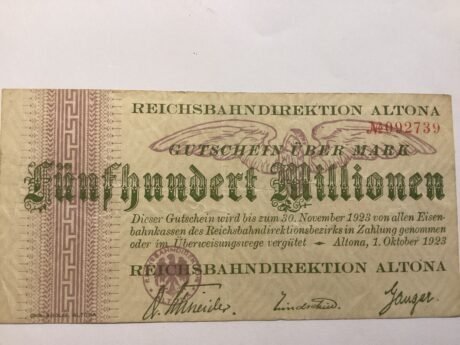 REICHSBAHNDIREKTION ALTONA
№092739
GUTSCHEIN ÜBER MARK
Fünfhundert Millionen
Dieser Gutschein wird bis zum 30. November 1923 von allen Eisen-
bahnkassen des Reichsbahndirektionsbezirks in Zahlung genommen
oder im Überweisungswege vergütet - Altona, 1. Oktober 1923
REICHSBAHNDIREKTION ALTONA